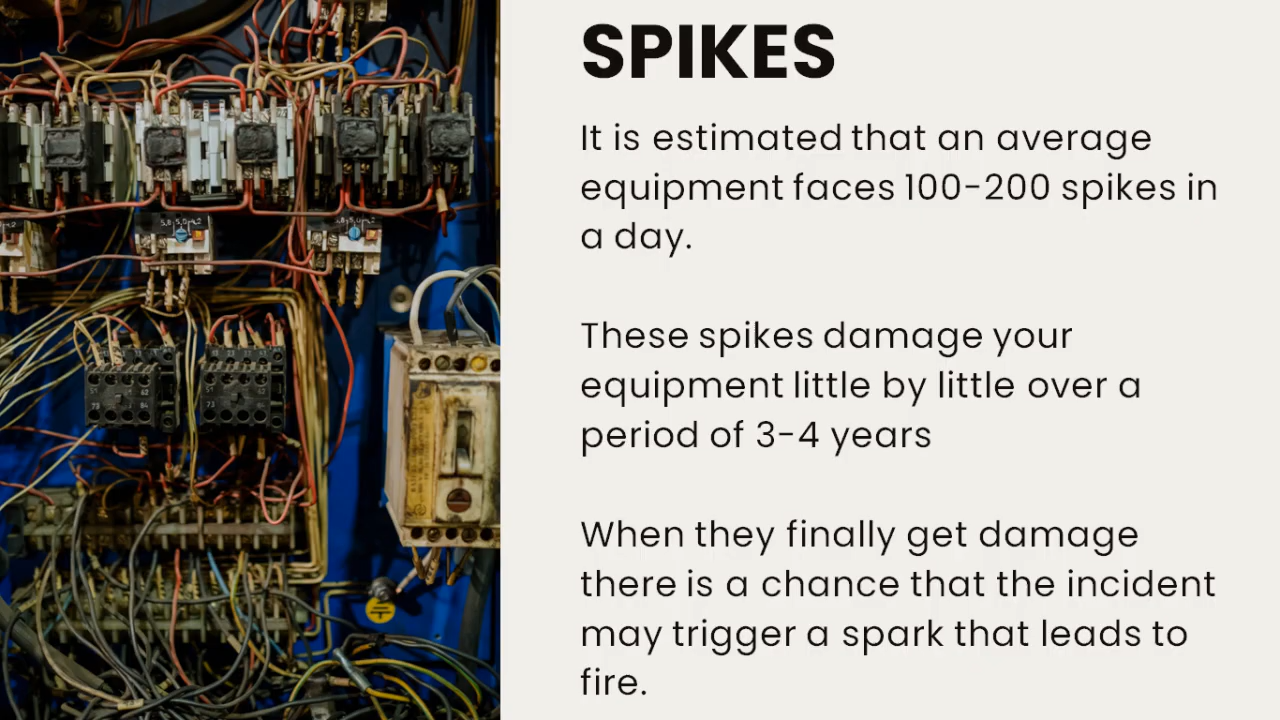 SPIKES
It is estimated that an average
equipment faces 100-200 spikes in
a day.
These spikes damage your
equipment little by little over a
period of 3-4 years
When they finally get damage
there is a chance that the incident
may trigger a spark that leads to
fire.